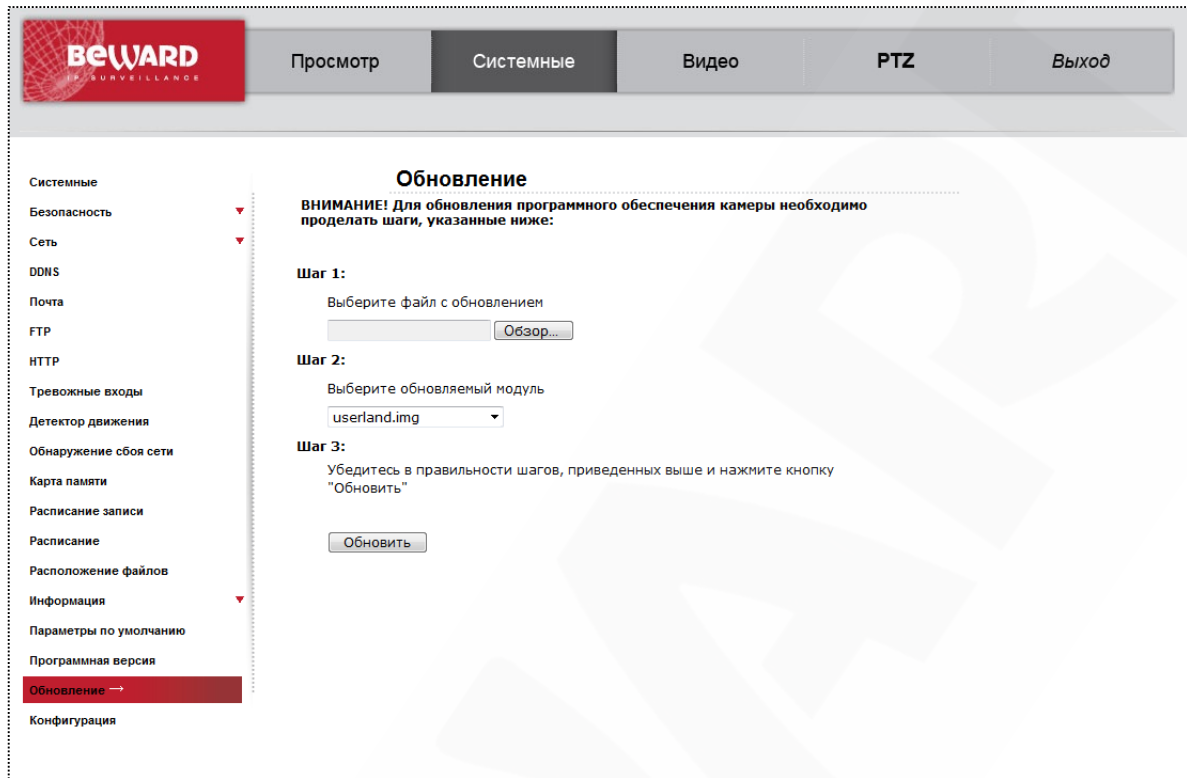 BEWARD
IP SURVEILLANCE
Просмотр
Системные
Видео
PTZ
Выход
Системные
Безопасность
Сеть
DDNS
Почта
FTP
HTTP
Тревожные входы
Детектор движения
Обнаружение сбоя сети
Карта памяти
Расписание записи
Расписание
Расположение файлов
Информация
Параметры по умолчанию
Программная версия
Обновление →
Конфигурация
Обновление
ВНИМАНИЕ! Для обновления программного обеспечения камеры необходимо
проделать шаги, указанные ниже:
Шаг 1:
Выберите файл с обновлением
Обзор...
Шаг 2:
Выберите обновляемый модуль
userland.img
Шаг 3:
Убедитесь в правильности шагов, приведенных выше и нажмите кнопку
"Обновить"
Обновить